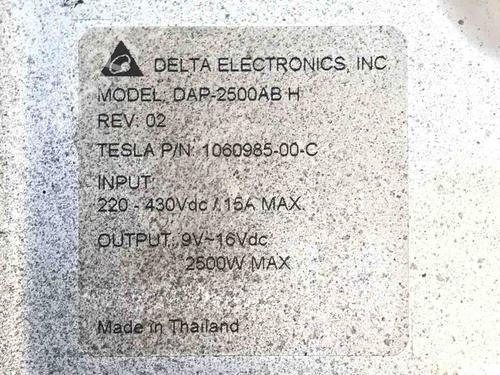 DELTA ELECTRONICS, INC
MODEL: DAP-2500AB H
REV: 02
TESLA P/N: 1060985-00-C
INPUT:
220 - 430Vdc / 15A MAX.
OUTPUT: 9V~16Vdc
2500W MAX
Made in Thailand